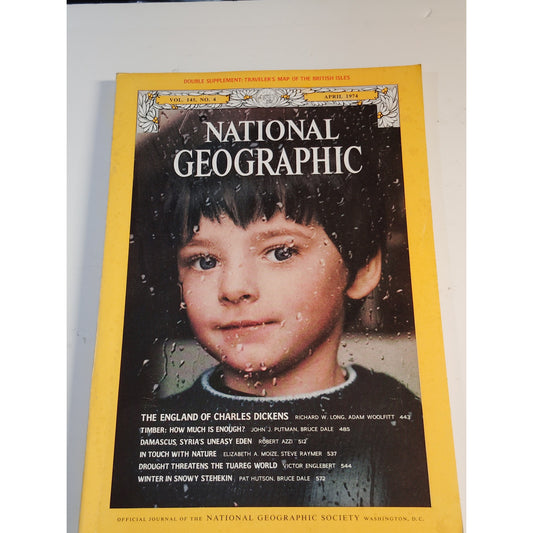 DOUBLE SUPPLEMENT: TRAVELER'S MAP OF THE BRITISH ISLES
VOL. 145, NO. 4
APRIL 1974
NATIONAL
GEOGRAPHIC
THE ENGLAND OF CHARLES DICKENS RICHARD W. LONG, ADAM WOOLFITT 443
TIMBER: HOW MUCH IS ENOUGH? JOHN J. PUTMAN, BRUCE DALE 485
DAMASCUS, SYRIA'S UNEASY EDEN ROBERT AZZI 512
IN TOUCH WITH NATURE ELIZABETH A. MOIZE, STEVE RAYMER 537
DROUGHT THREATENS THE TUAREG WORLD VICTOR ENGLEBERT 544
WINTER IN SNOWY STEHEKIN PAT HUTSON, BRUCE DALE 572
OFFICIAL JOURNAL OF THE NATIONAL GEOGRAPHIC SOCIETY WASHINGTON, D.C.